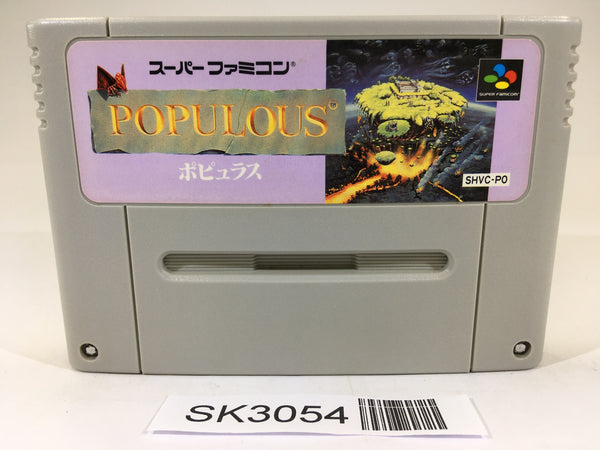 スーパーファミコン®
POPULOUS™
ポピュラス
SUPER FAMICOM
SHVC-PO
SK3054